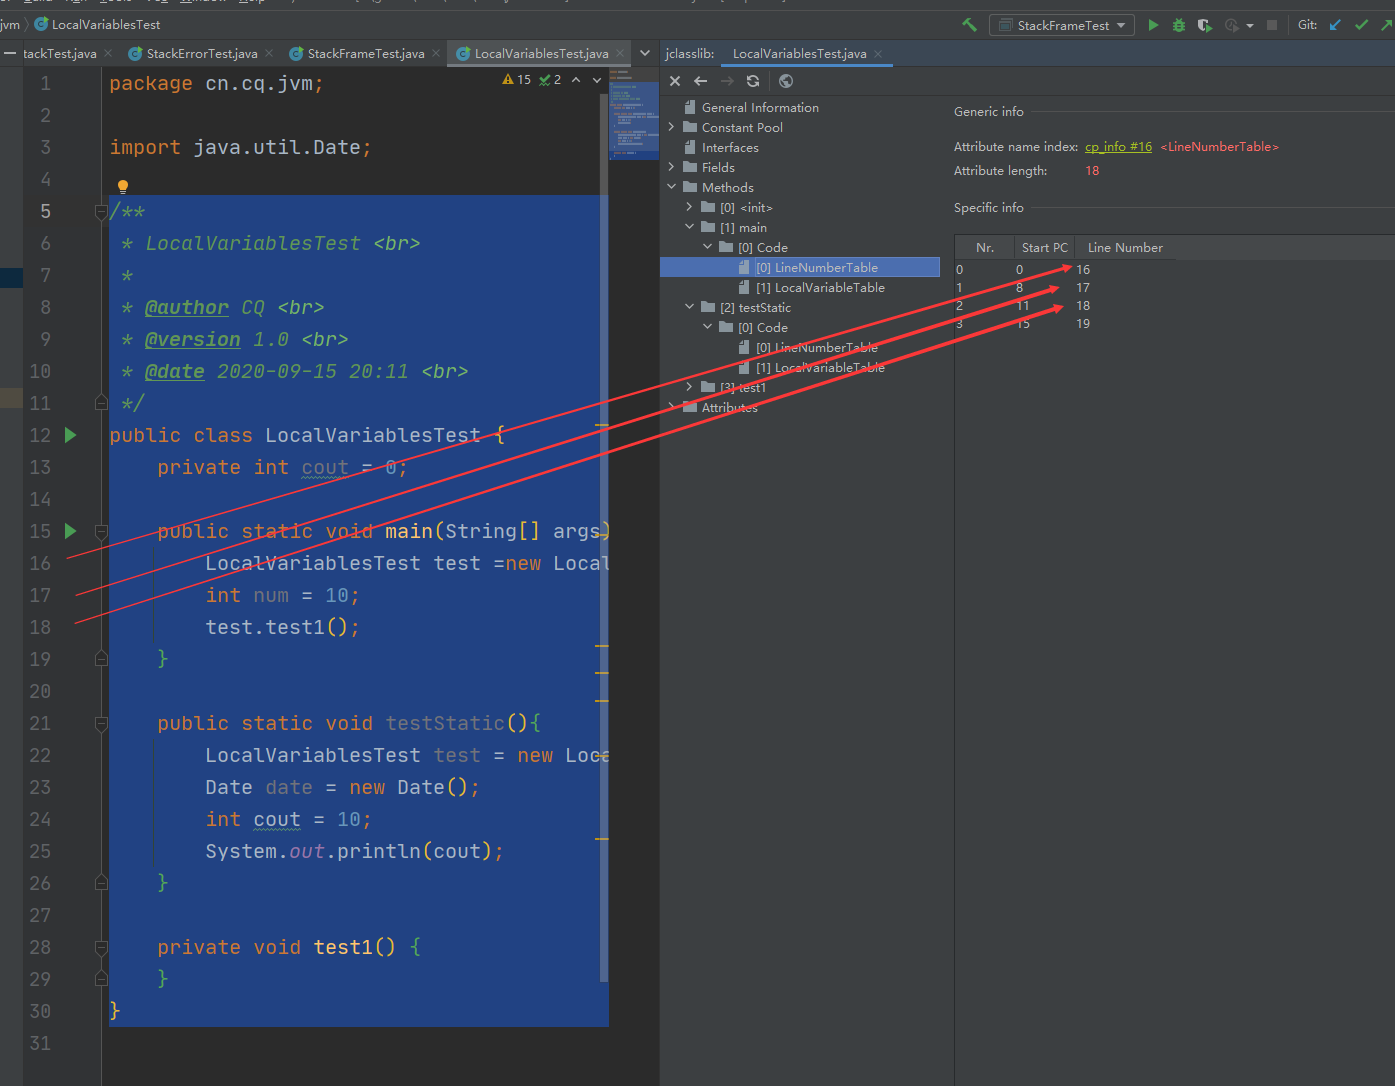 jvm LocalVariablesTest
StackFrameTest
Git:
tackTest.java
StackErrorTest.java
StackFrameTest.java
LocalVariablesTest.java
jclasslib:
LocalVariablesTest.java
15
2
1 package cn.cq.jvm;
2
3 import java.util.Date;
4
5 /**
6 * LocalVariablesTest <br>
7 *
8 * @author CQ <br>
9 * @version 1.0 <br>
10 * @date 2020-09-15 20:11 <br>
11 */
12 public class LocalVariablesTest {
13 private int cout = 0;
14
15 public static void main(String[] args)
16 LocalVariablesTest test =new Local
17 int num = 10;
18 test.test1();
19 }
20
21 public static void testStatic(){
22 LocalVariablesTest test = new Loca
23 Date date = new Date();
24 int cout = 10;
25 System.out.println(cout);
26 }
27
28 private void test1() {
29 }
30 }
31
General Information
Constant Pool
Interfaces
Fields
Methods
[0] <init>
[1] main
[0] Code
[0] LineNumberTable
[1] LocalVariableTable
[2] testStatic
[0] Code
[0] LineNumberTable
[1] LocalVariableTable
[3] test1
Attributes
Generic info
Attribute name index: cp_info #16 <LineNumberTable>
Attribute length: 18
Specific info
Nr. Start PC Line Number
0 0 16
1 8 17
2 11 18
3 15 19